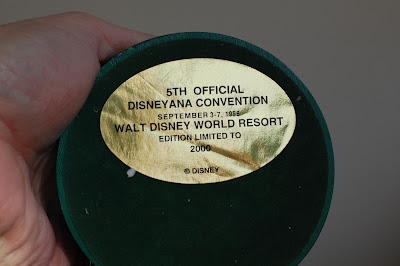 5TH OFFICIAL
DISNEYANA CONVENTION
SEPTEMBER 3-7, 1996
WALT DISNEY WORLD RESORT
EDITION LIMITED TO
2000
© DISNEY